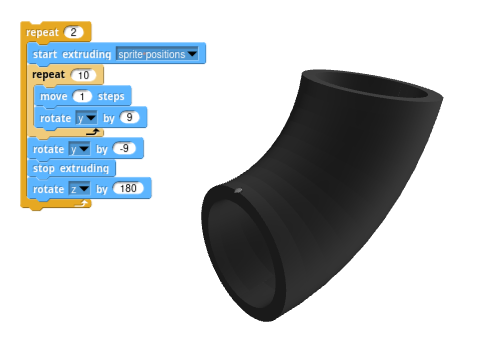 repeat 2
start extruding sprite positions
repeat 10
move 1 steps
rotate y by 9
rotate y by -9
stop extruding
rotate z by 180